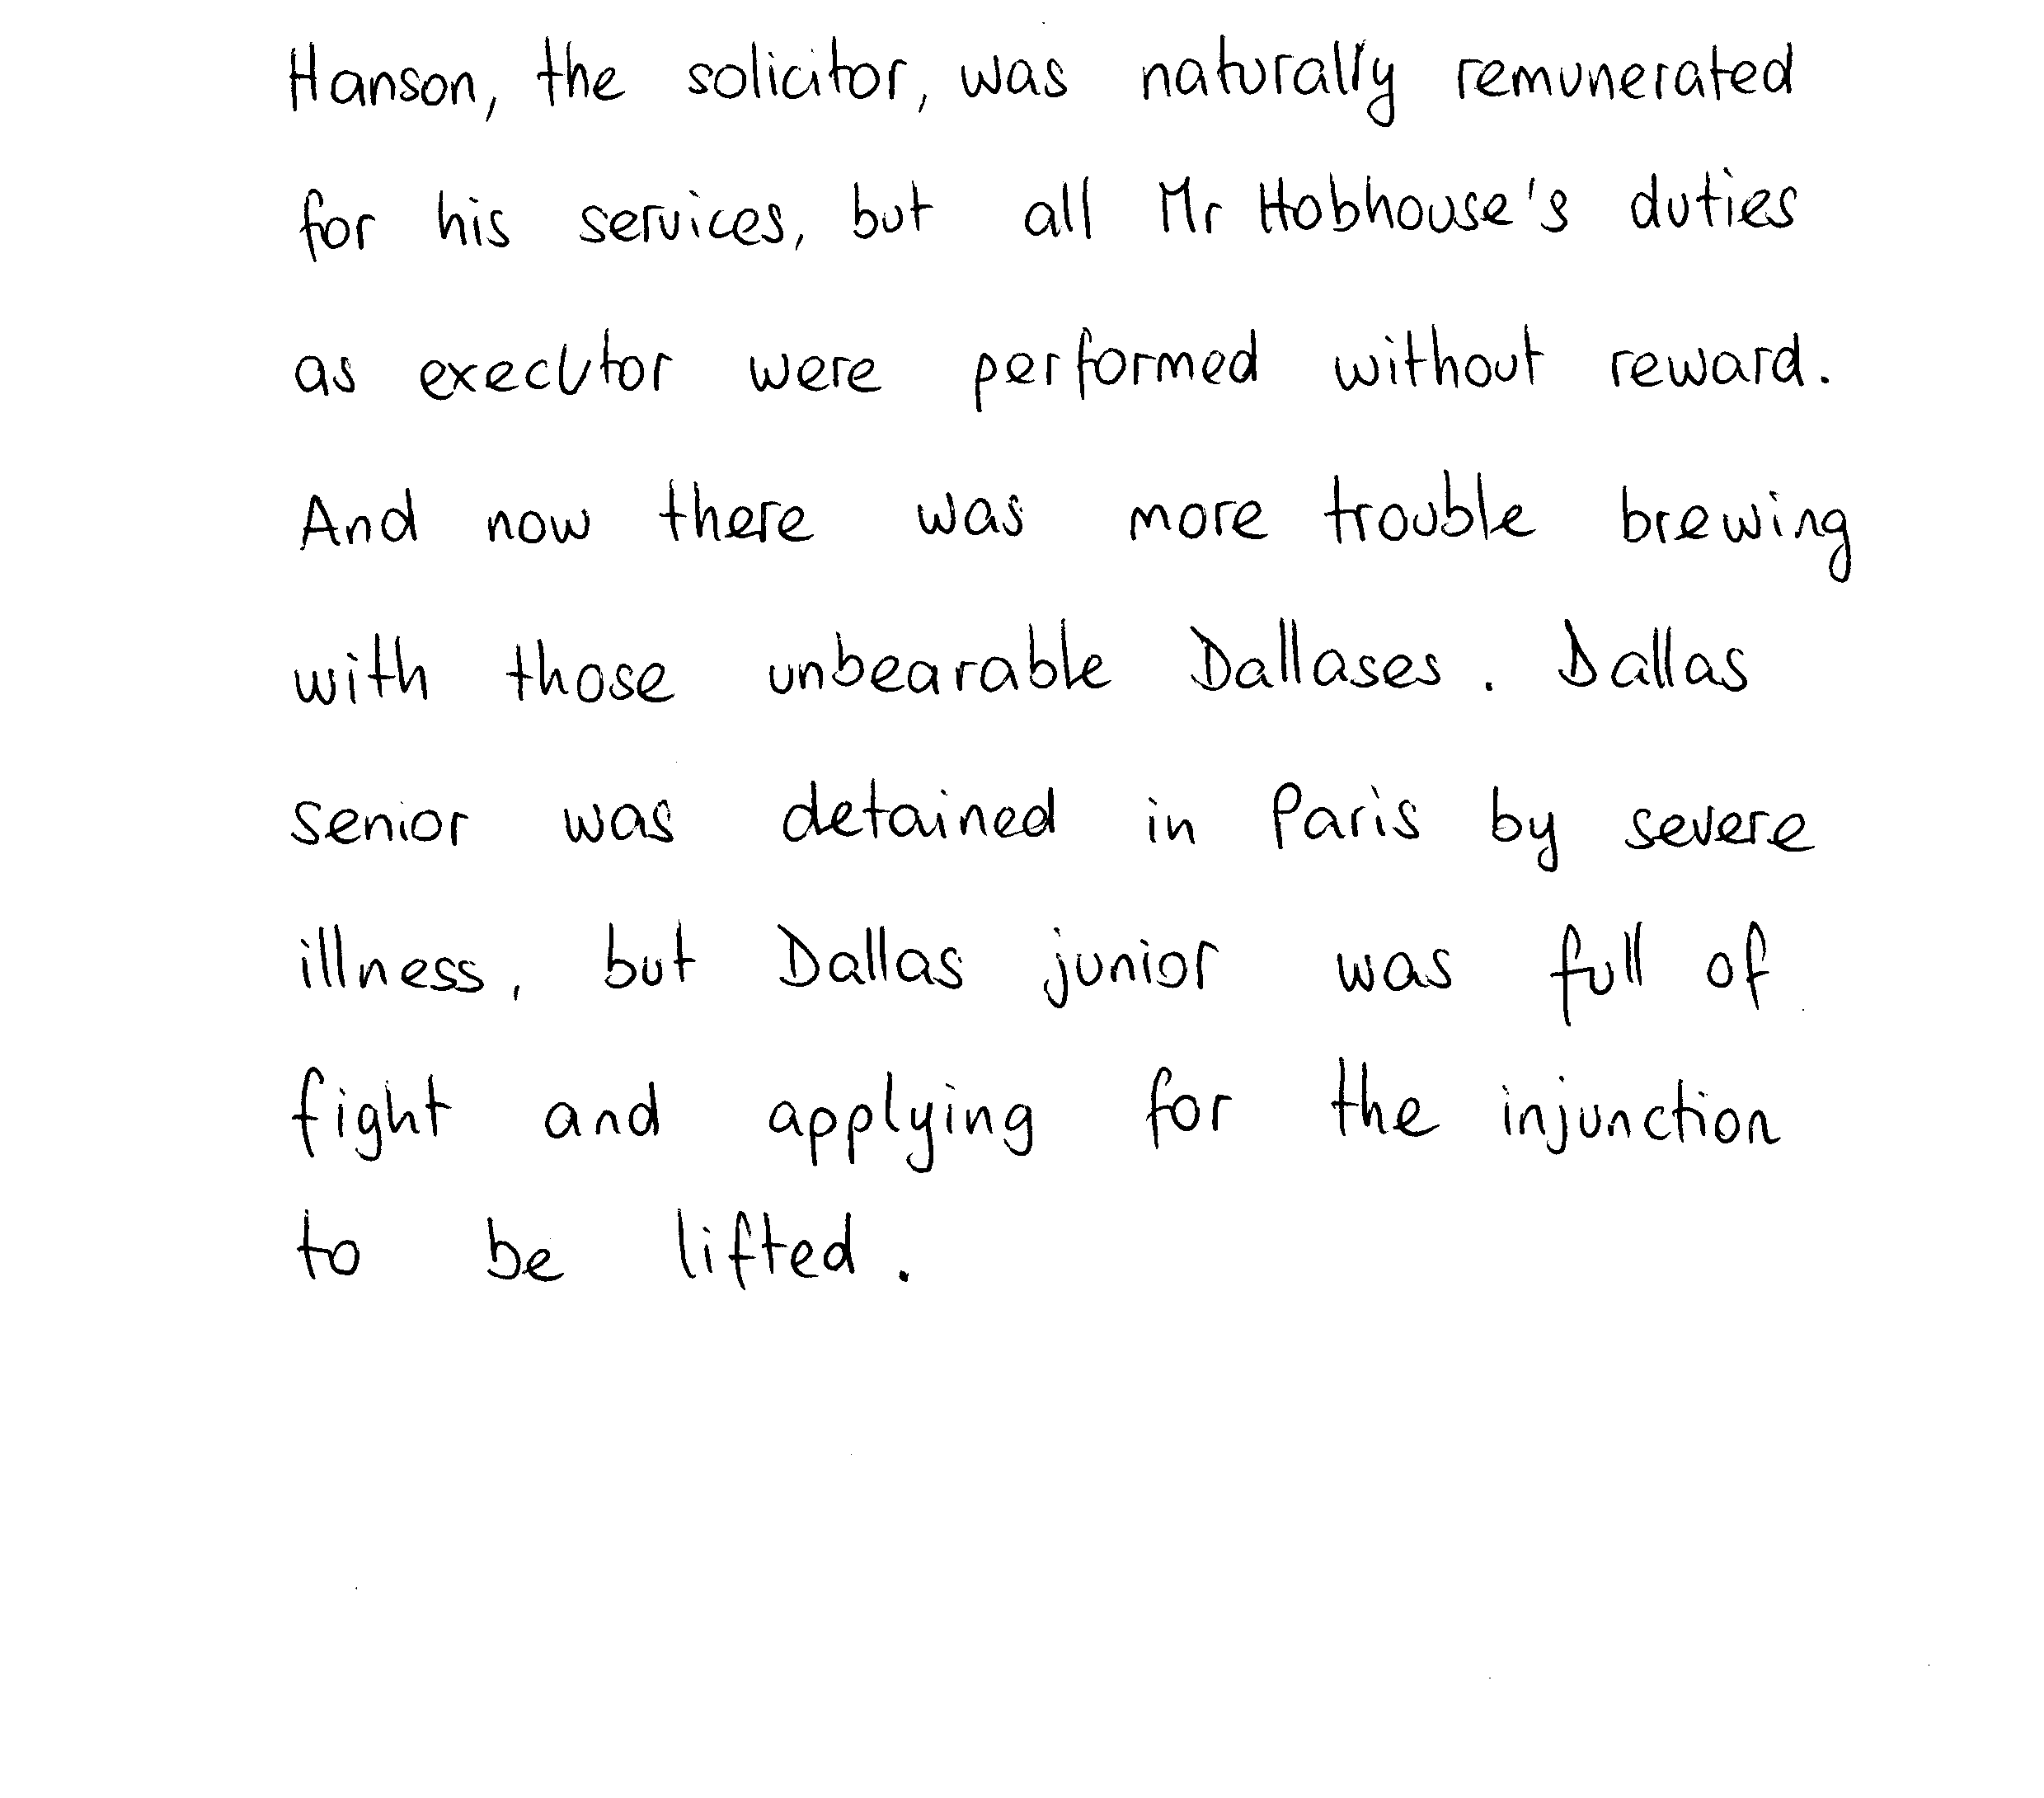 Hanson, the solicitor, was naturally remunerated
for his services, but all Mr Hobhouse's duties
as executor were performed without reward.
And now there was more trouble brewing
with those unbearable Dallases. Dallas
senior was detained in Paris by severe
illness, but Dallas junior was full of
fight and applying for the injunction
to be lifted.